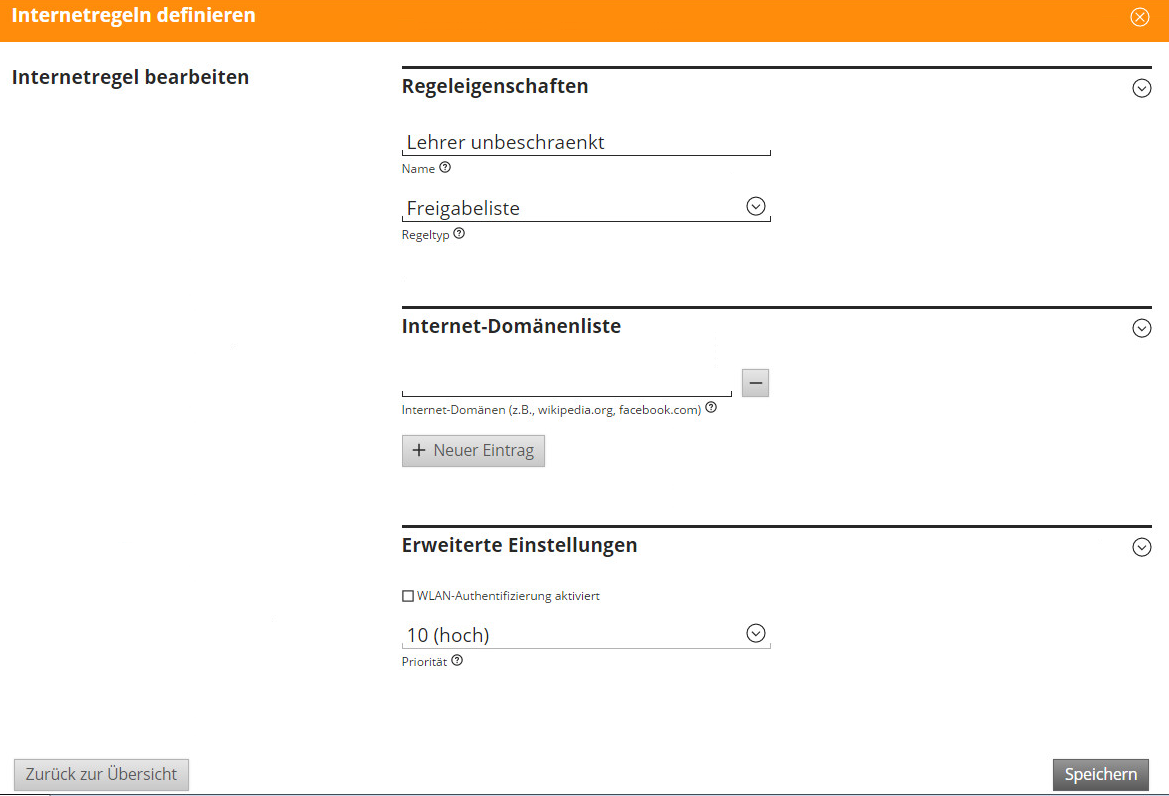 Internetregeln definieren
Internetregel bearbeiten
Regeleigenschaften
Lehrer unbeschraenkt
Name
Freigabeliste
Regeltyp
Internet-Domänenliste
Internet-Domänen (z.B., wikipedia.org, facebook.com)
Neuer Eintrag
Erweiterte Einstellungen
WLAN-Authentifizierung aktiviert
10 (hoch)
Priorität
Zurück zur Übersicht
Speichern